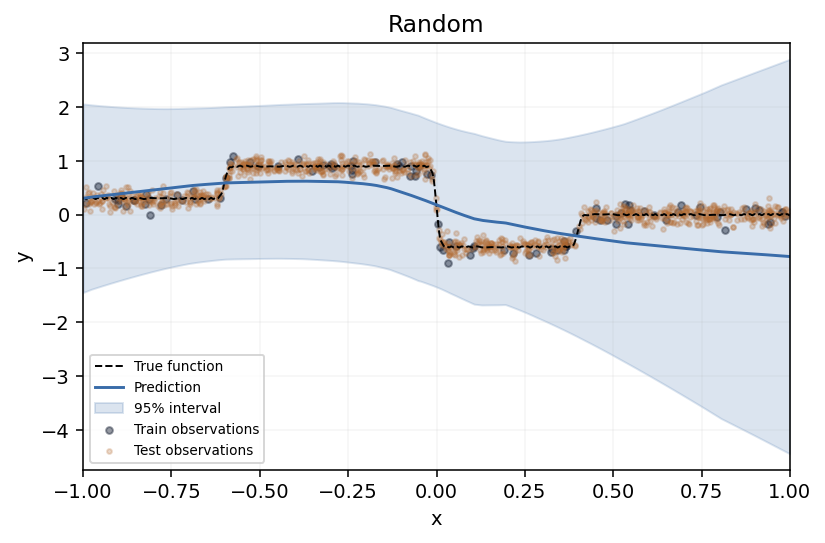 Random
3
2
1
0
−1
−2
−3
−4
y
True function
Prediction
95% interval
Train observations
Test observations
−1.00 −0.75 −0.50 −0.25 0.00 0.25 0.50 0.75 1.00
x